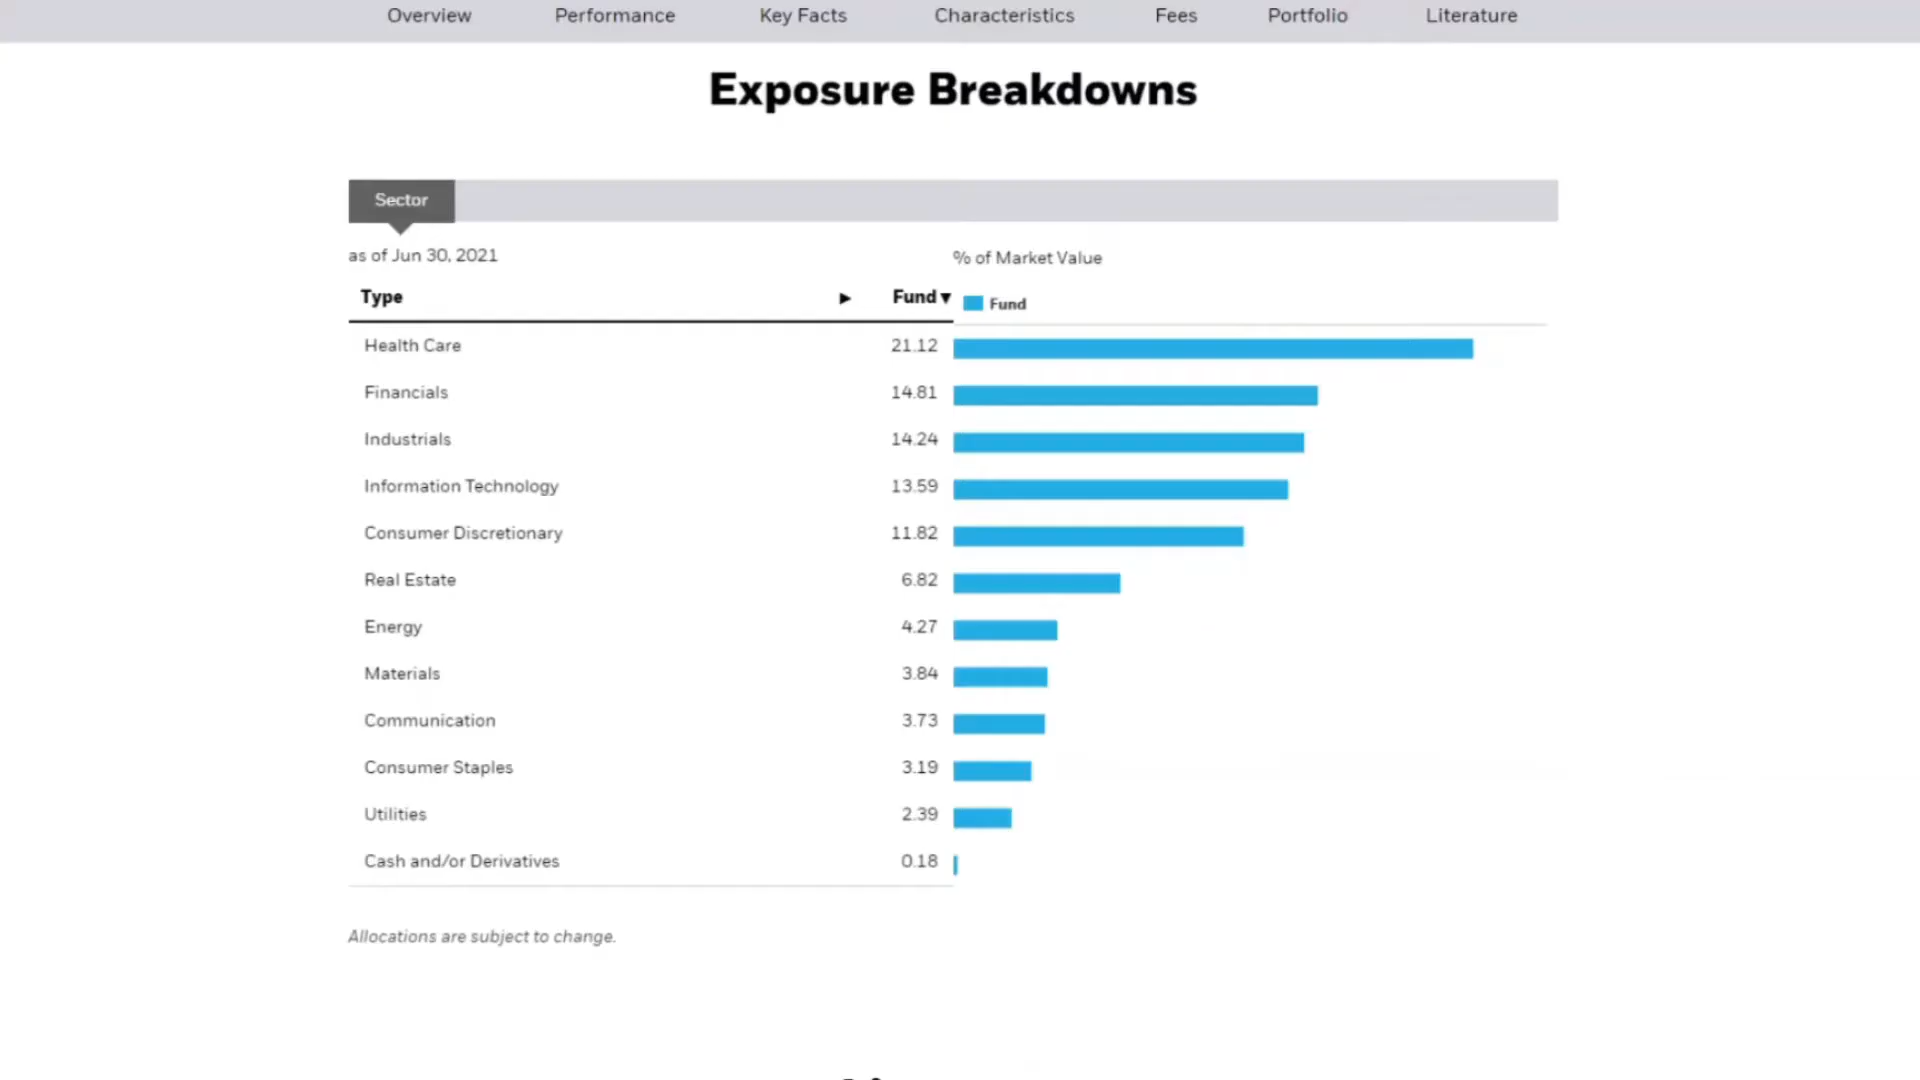 Overview Performance Key Facts Characteristics Fees Portfolio Literature
Exposure Breakdowns
Sector
as of Jun 30, 2021
% of Market Value
Type ▶ Fund ▼
Fund
Health Care 21.12
Financials 14.81
Industrials 14.24
Information Technology 13.59
Consumer Discretionary 11.82
Real Estate 6.82
Energy 4.27
Materials 3.84
Communication 3.73
Consumer Staples 3.19
Utilities 2.39
Cash and/or Derivatives 0.18
Allocations are subject to change.